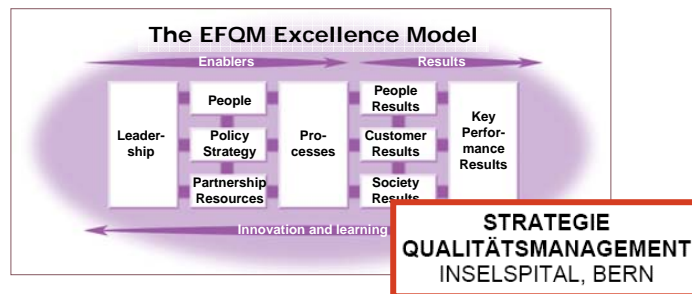 The EFQM Excellence Model
Enablers
Results
Leader-
ship
People
Policy
Strategy
Partnership
Resources
Pro-
cesses
People
Results
Customer
Results
Society
Results
Key
Perfor-
mance
Results
Innovation and learning
STRATEGIE
QUALITÄTSMANAGEMENT
INSELSPITAL, BERN